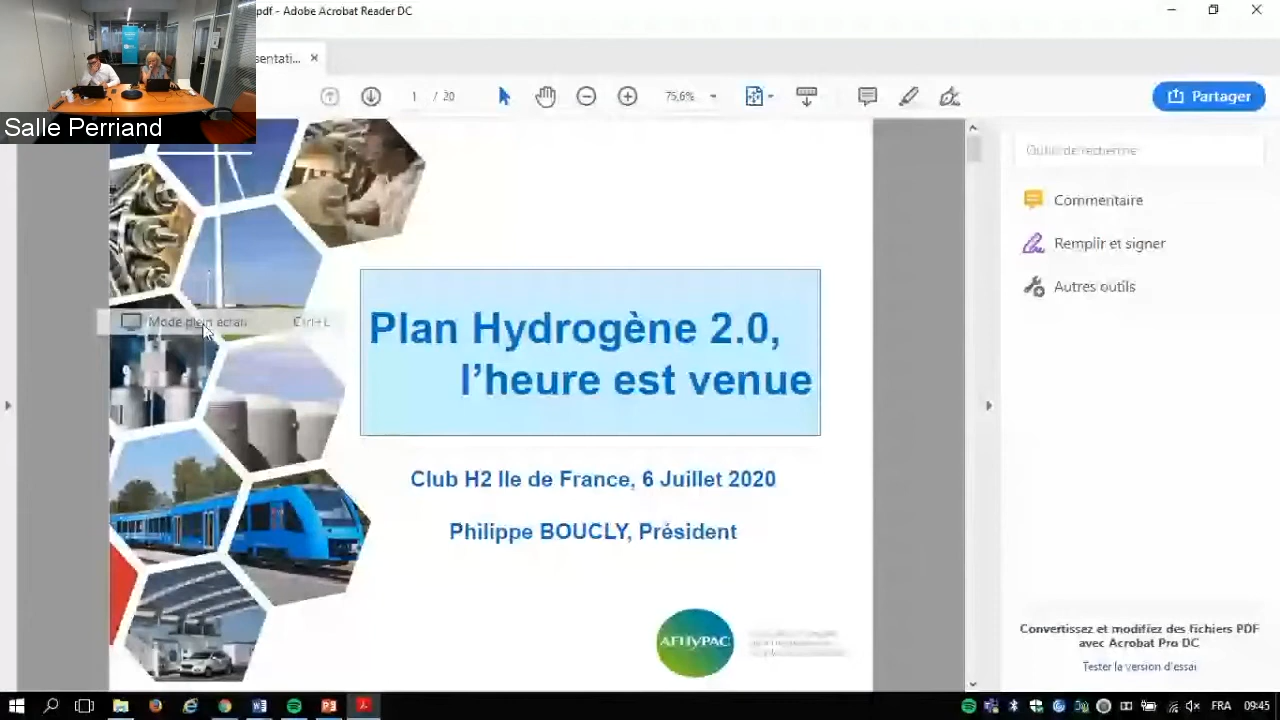 pdf - Adobe Acrobat Reader DC
sentati...
1 / 20
75,6%
Partager
Salle Perriand
Outils de recherche
Commentaire
Remplir et signer
Autres outils
Mode plein écran Ctrl+L
Plan Hydrogène 2.0,
l'heure est venue
Club H2 Ile de France, 6 Juillet 2020
Philippe BOUCLY, Président
AFHYPAC
Convertissez et modifiez des fichiers PDF
avec Acrobat Pro DC
Tester la version d'essai
FRA 09:45